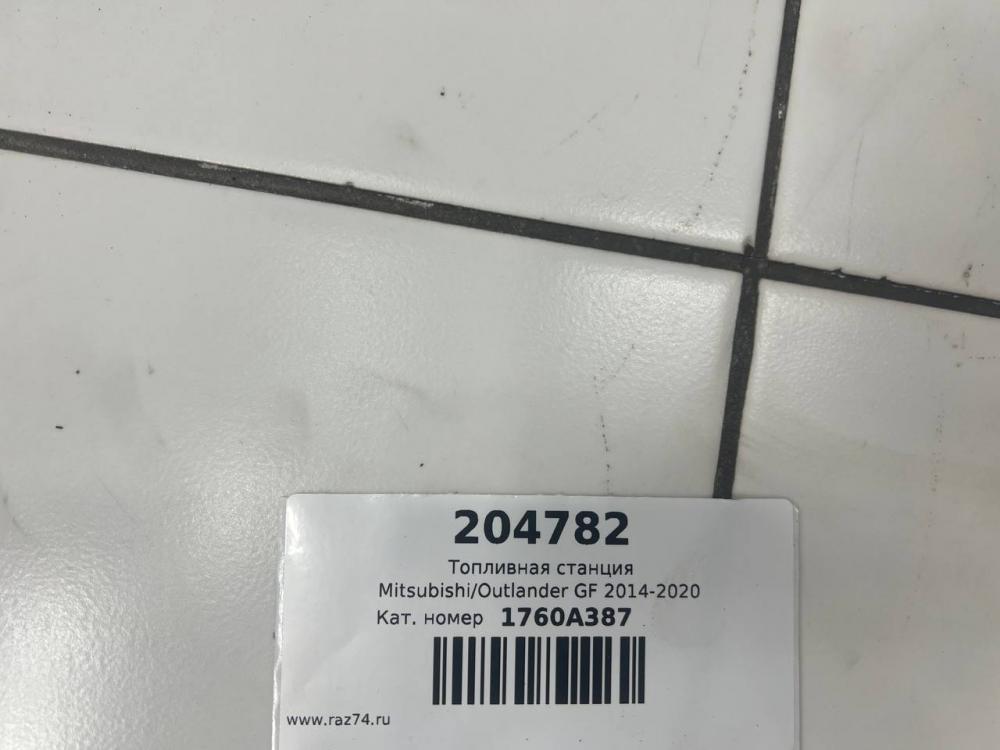 204782
Топливная станция
Mitsubishi/Outlander GF 2014-2020
Кат. номер 1760A387
www.raz74.ru